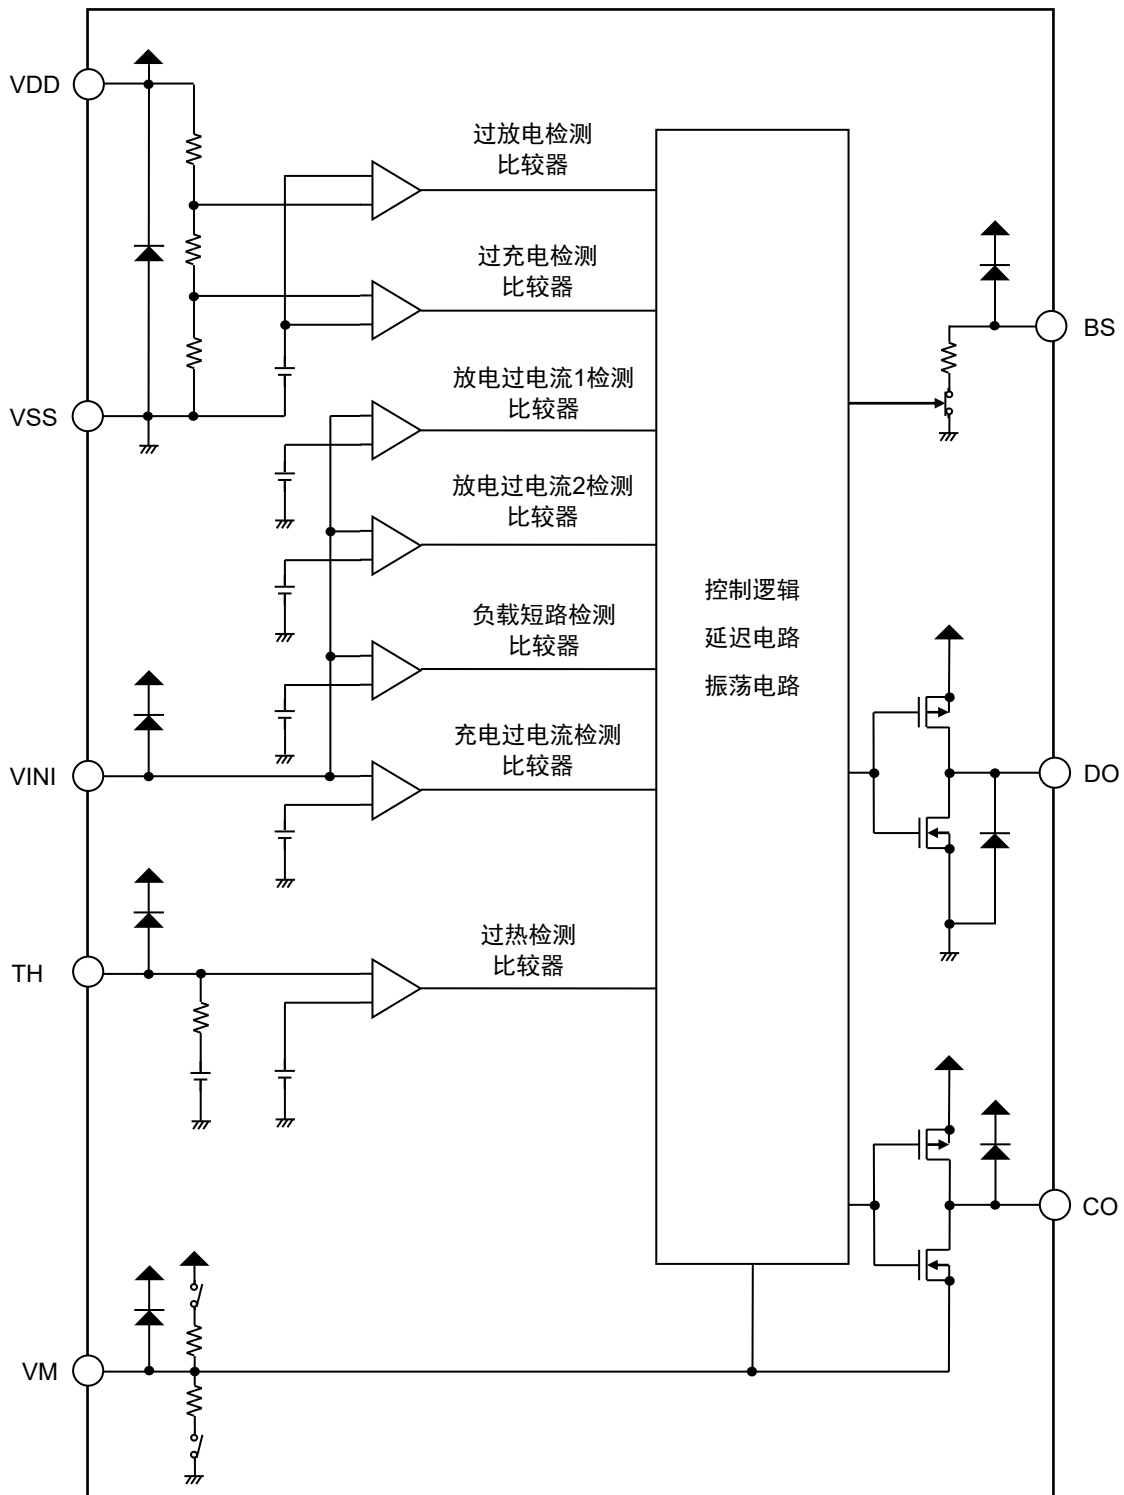 VDD
过放电检测
比较器
过充电检测
比较器
BS
放电过电流1检测
比较器
VSS
放电过电流2检测
比较器
控制逻辑
延迟电路
振荡电路
负载短路检测
比较器
充电过电流检测
比较器
VINI
DO
过热检测
比较器
TH
CO
VM